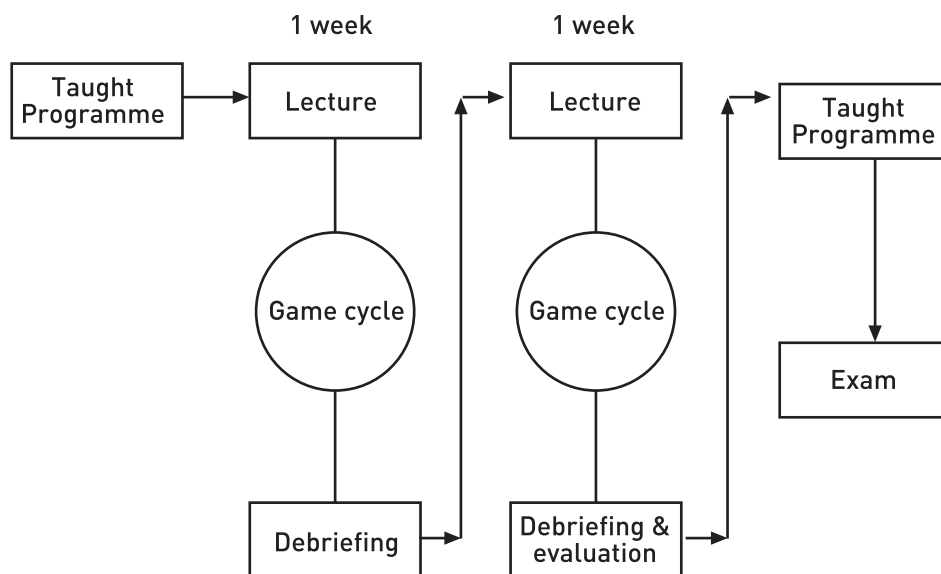 1 week
1 week
Taught
Programme
Lecture
Lecture
Taught
Programme
Game cycle
Game cycle
Exam
Debriefing
Debriefing &
evaluation